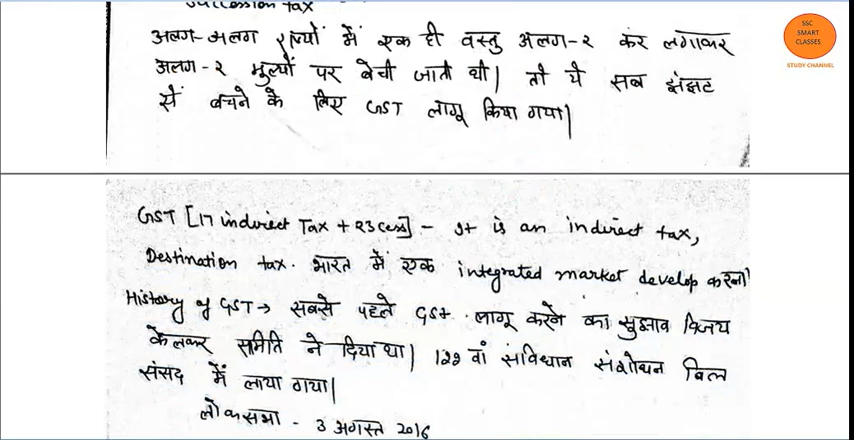 Succession tax
SSC
SMART
CLASSES
STUDY CHANNEL
अलग-अलग राज्यों में एक ही वस्तु अलग-२ कर लगाकर
अलग-२ मुल्यों पर बेची जाती थी। तो ये सब झंझट
से बचने के लिए GST लागू किया गया।
GST [17 indirect Tax + 23 Cess] - It is an indirect tax,
Destination tax. भारत में एक integrated market develop करना।
History of GST → सबसे पहले GST लागू करने का सुझाव विजय
केलकर समिति ने दिया था। 122 वां संविधान संशोधन बिल
संसद में लाया गया।
लोकसभा - 3 अगस्त 2016